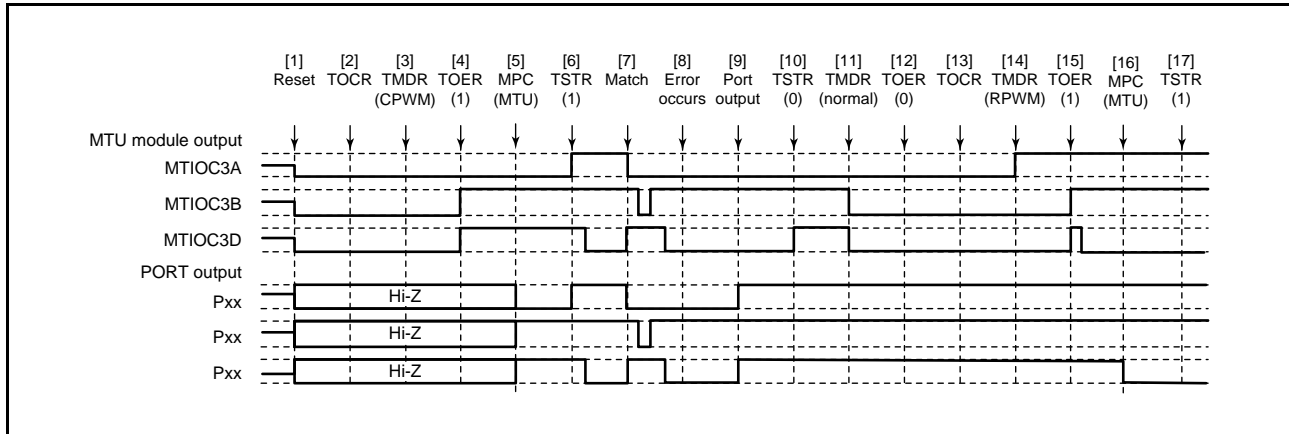 [1] [2] [3] [4] [5] [6] [7] [8] [9] [10] [11] [12] [13] [14] [15] [16] [17]
Reset TOCR TMDR TOER MPC TSTR Match Error Port TSTR TMDR TOER TOCR TMDR TOER MPC TSTR
(CPWM) (1) (MTU) (1) occurs output (0) (normal) (0) (RPWM) (1) (MTU) (1)
MTU module output
MTIOC3A
MTIOC3B
MTIOC3D
PORT output
Pxx Hi-Z
Pxx Hi-Z
Pxx Hi-Z